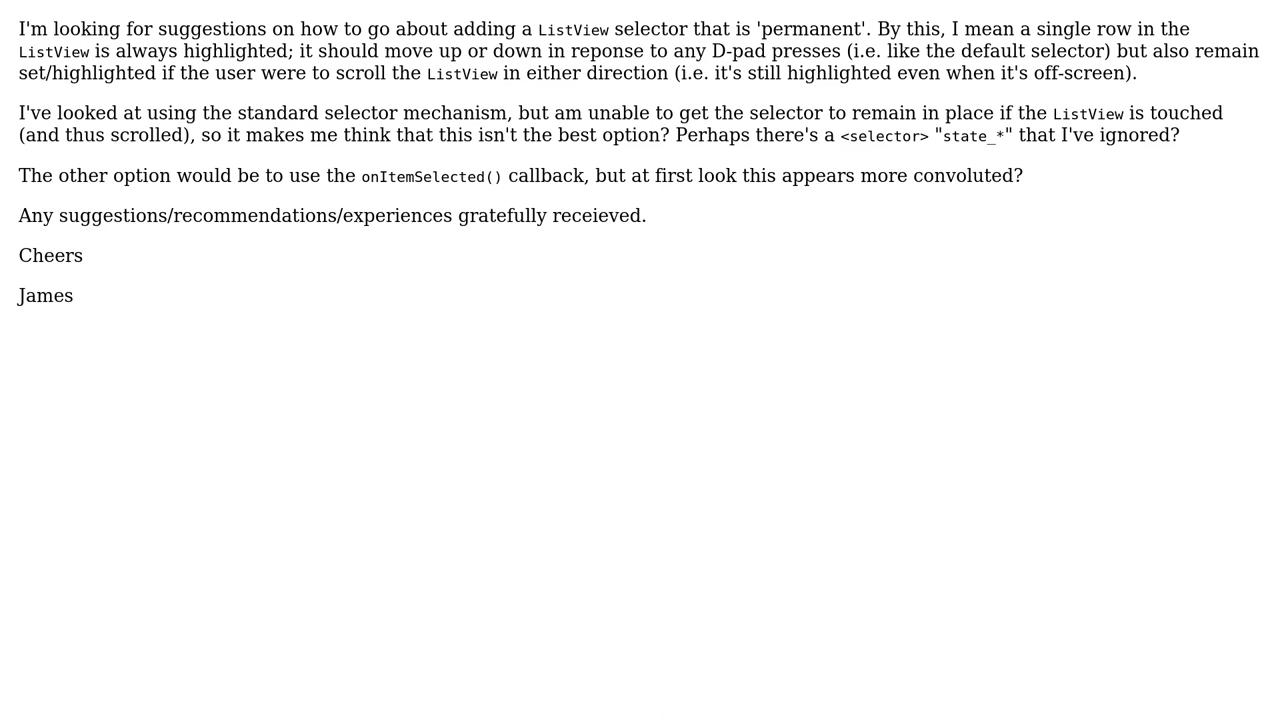 I'm looking for suggestions on how to go about adding a ListView selector that is 'permanent'. By this, I mean a single row in the
ListView is always highlighted; it should move up or down in reponse to any D-pad presses (i.e. like the default selector) but also remain
set/highlighted if the user were to scroll the ListView in either direction (i.e. it's still highlighted even when it's off-screen).
I've looked at using the standard selector mechanism, but am unable to get the selector to remain in place if the ListView is touched
(and thus scrolled), so it makes me think that this isn't the best option? Perhaps there's a <selector> "state_*" that I've ignored?
The other option would be to use the onItemSelected() callback, but at first look this appears more convoluted?
Any suggestions/recommendations/experiences gratefully receieved.
Cheers
James